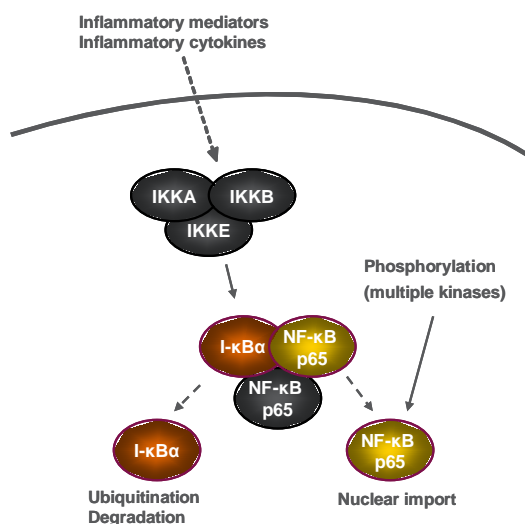 Inflammatory mediators
Inflammatory cytokines
IKKA
IKKB
IKKE
Phosphorylation
(multiple kinases)
I-κBα
NF-κB
p65
NF-κB
p65
I-κBα
NF-κB
p65
Ubiquitination
Degradation
Nuclear import